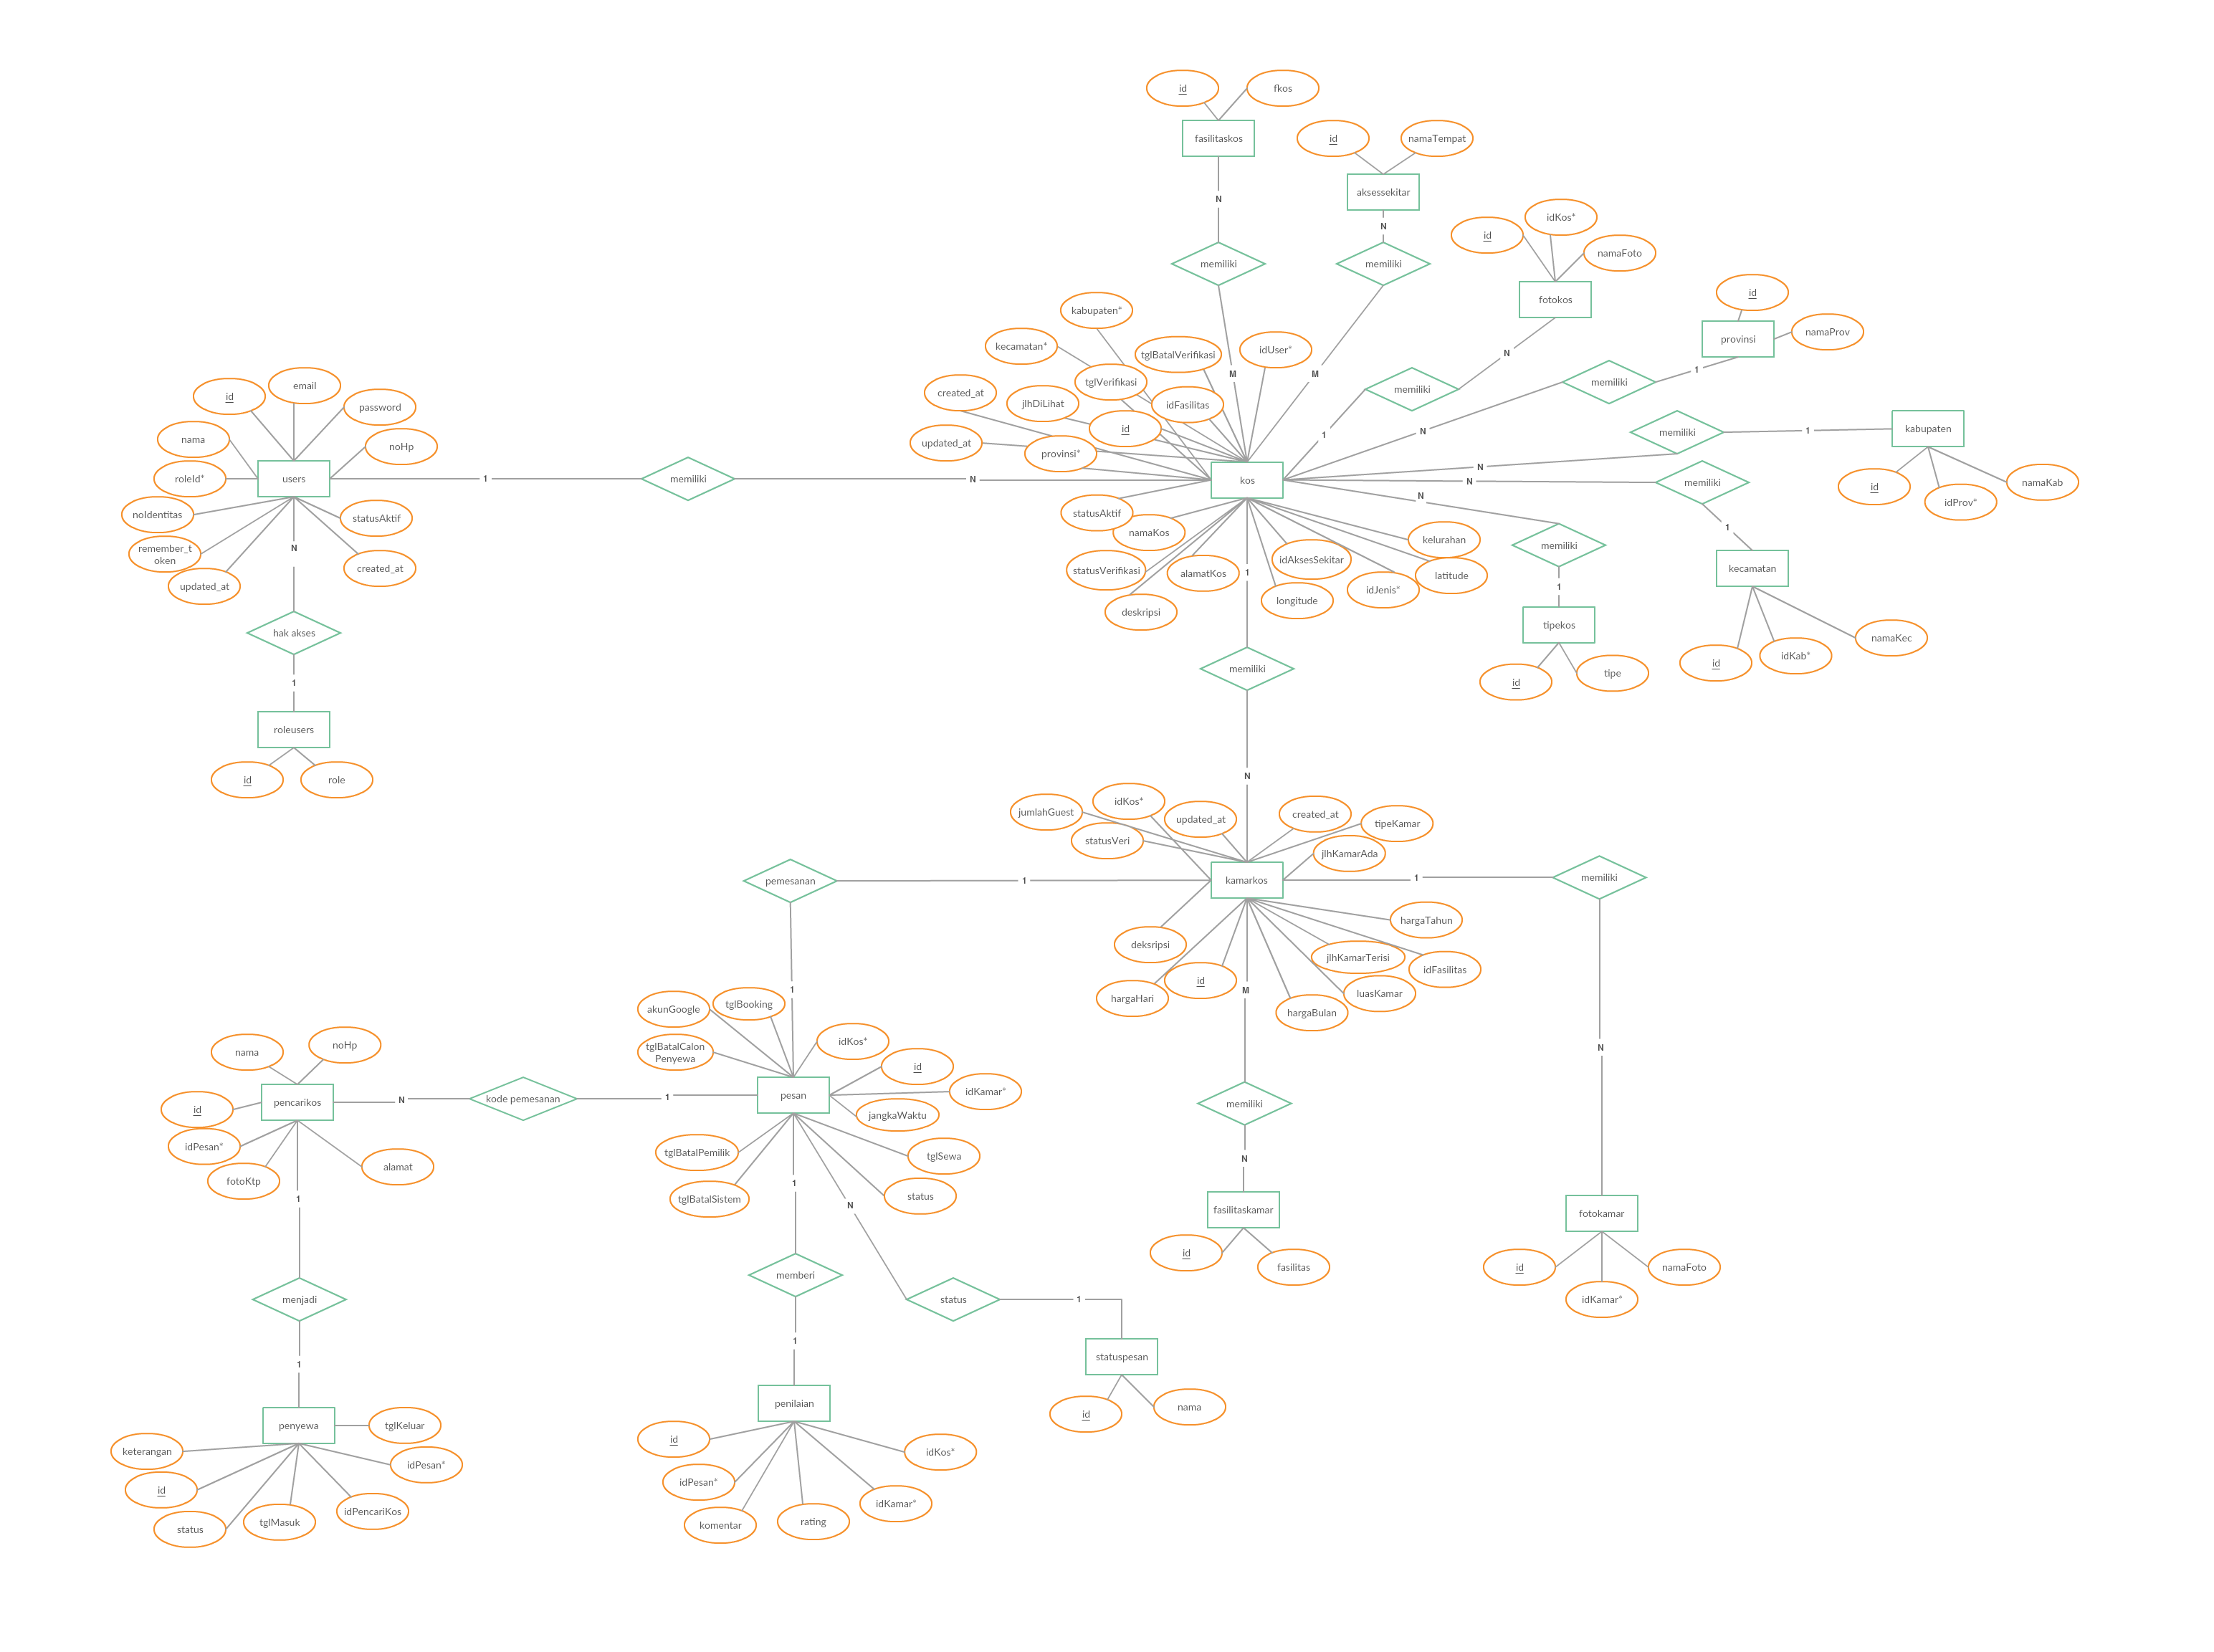 id
fkos
fasilitaskos
id
namaTempat
aksessekitar
N
N
memiliki
memiliki
id
idKos*
namaFoto
fotokos
id
namaProv
provinsi
kabupaten*
kecamatan*
tglBatalVerifikasi
idUser*
N
M
M
memiliki
memiliki
1
created_at
tglVerifikasi
jlhDiLihat
idFasilitas
id
updated_at
provinsi*
1
N
memiliki
1
kabupaten
id
email
password
nama
noHp
roleId*
users
1
memiliki
N
kos
N
N
N
memiliki
id
idProv*
namaKab
noIdentitas
statusAktif
remember_t
oken
updated_at
created_at
N
statusAktif
namaKos
statusVerifikasi
alamatKos
deskripsi
1
idAksesSekitar
longitude
idJenis*
kelurahan
latitude
memiliki
1
1
kecamatan
tipekos
id
tipe
id
idKab*
namaKec
hak akses
1
roleusers
id
role
memiliki
N
jumlahGuest
idKos*
statusVeri
updated_at
created_at
tipeKamar
jlhKamarAda
pemesanan
1
kamarkos
1
memiliki
deksripsi
hargaHari
id
M
hargaBulan
luasKamar
jlhKamarTerisi
idFasilitas
hargaTahun
1
N
akunGoogle
tglBooking
tglBatalCalon
Penyewa
idKos*
id
idKamar*
jangkaWaktu
nama
noHp
id
pencarikos
N
kode pemesanan
1
pesan
idPesan*
fotoKtp
alamat
1
tglBatalPemilik
tglBatalSistem
1
N
tglSewa
status
memiliki
N
fasilitaskamar
id
fasilitas
fotokamar
id
idKamar*
namaFoto
menjadi
1
memberi
1
status
1
statuspesan
id
nama
penyewa
tglKeluar
keterangan
idPesan*
id
status
tglMasuk
idPencariKos
penilaian
id
idPesan*
komentar
rating
idKamar*
idKos*